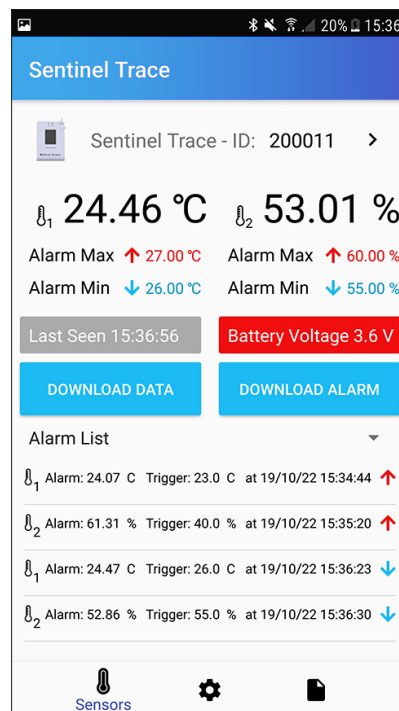 20% 15:36
Sentinel Trace
Sentinel Trace - ID: 200011
1 24.46 °C 2 53.01 %
Alarm Max 27.00 °C Alarm Max 60.00 %
Alarm Min 26.00 °C Alarm Min 55.00 %
Last Seen 15:36:56 Battery Voltage 3.6 V
DOWNLOAD DATA DOWNLOAD ALARM
Alarm List
1 Alarm: 24.07 C Trigger: 23.0 C at 19/10/22 15:34:44
2 Alarm: 61.31 % Trigger: 40.0 % at 19/10/22 15:35:20
1 Alarm: 24.47 C Trigger: 26.0 C at 19/10/22 15:36:23
2 Alarm: 52.86 % Trigger: 55.0 % at 19/10/22 15:36:30
Sensors